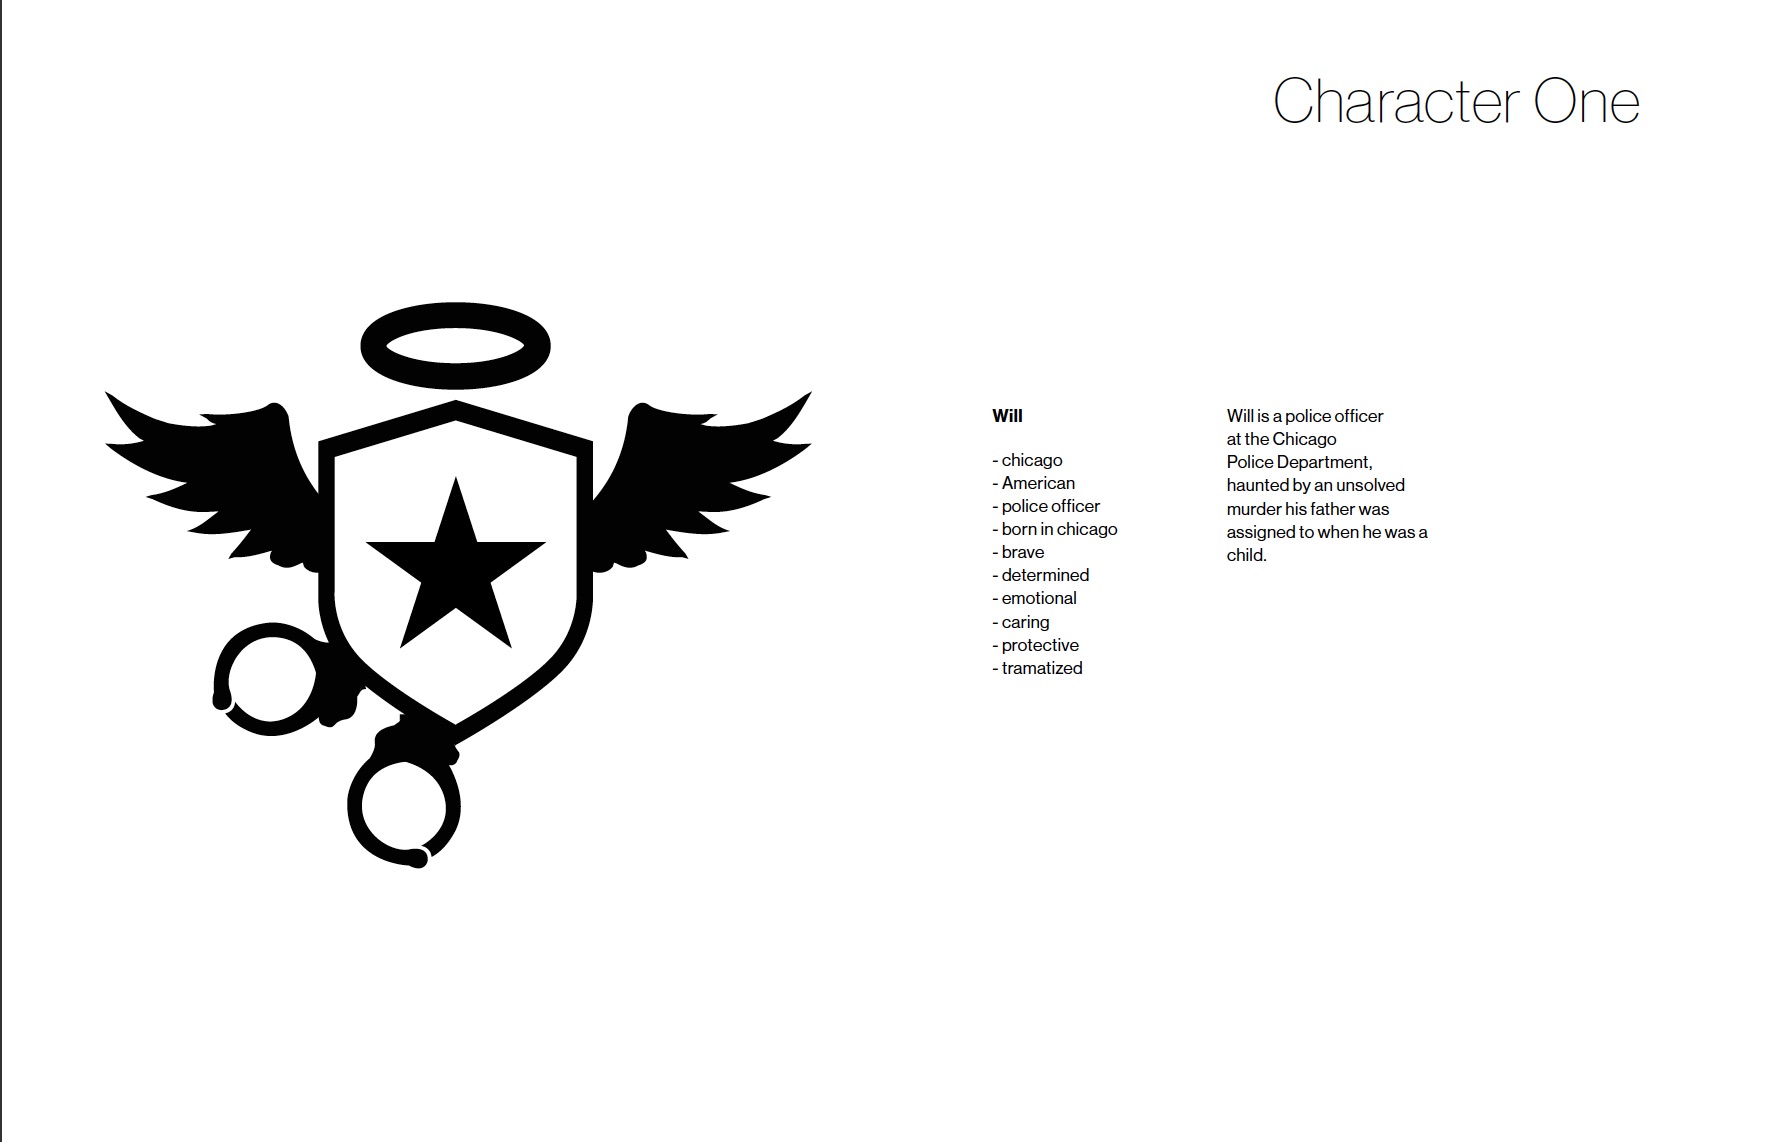 Character One
Will
- chicago
- American
- police officer
- born in chicago
- brave
- determined
- emotional
- caring
- protective
- tramatized
Will is a police officer
at the Chicago
Police Department,
haunted by an unsolved
murder his father was
assigned to when he was a
child.